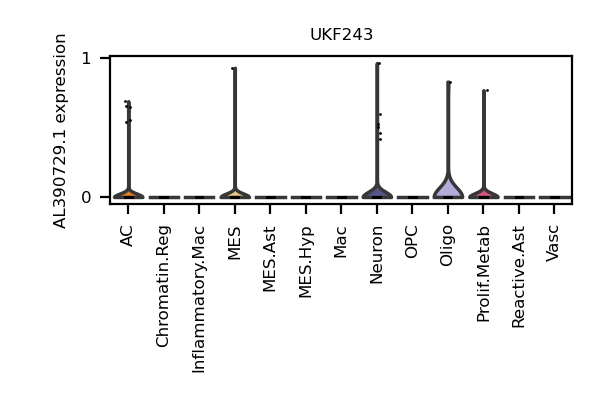 UKF243
AL390729.1 expression
1
0
AC
Chromatin.Reg
Inflammatory.Mac
MES
MES.Ast
MES.Hyp
Mac
Neuron
OPC
Oligo
Prolif.Metab
Reactive.Ast
Vasc